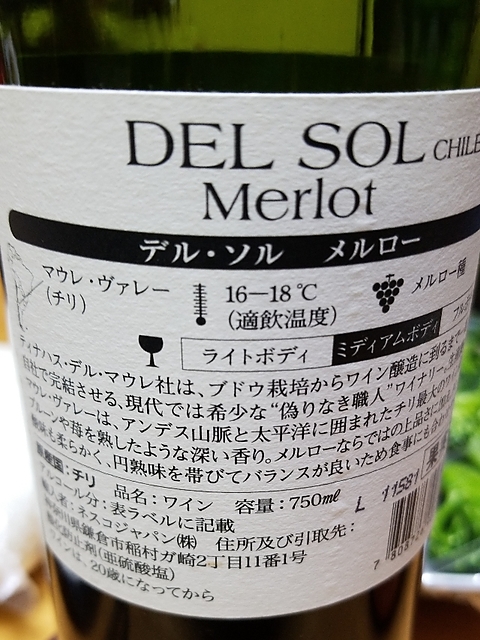 DEL SOL CHILE
Merlot
デル・ソル メルロー
マウレ・ヴァレー
（チリ）
16－18℃
（適飲温度）
メルロー種
ライトボディ
ミディアムボディ
ティナハス・デル・マウレ社は、ブドウ栽培からワイン醸造に到るまで
自社で完結させる、現代では希少な“偽りなき職人”ワイナリー。
マウレ・ヴァレーは、アンデス山脈と太平洋に囲まれたチリ最大の
プルーンや苺を熟したような深い香り。メルローならではの上品さに
酸味も柔らかく、円熟味を帯びてバランスが良いため食事にも
原産国：チリ
品名：ワイン 容量：750㎖
アルコール分：表ラベルに記載
輸入者：ネスコジャパン㈱ 住所及び引取先：
神奈川県鎌倉市稲村ガ崎2丁目11番1号
酸化防止剤（亜硫酸塩）
は、20歳になってから
L 11581
果
7 80